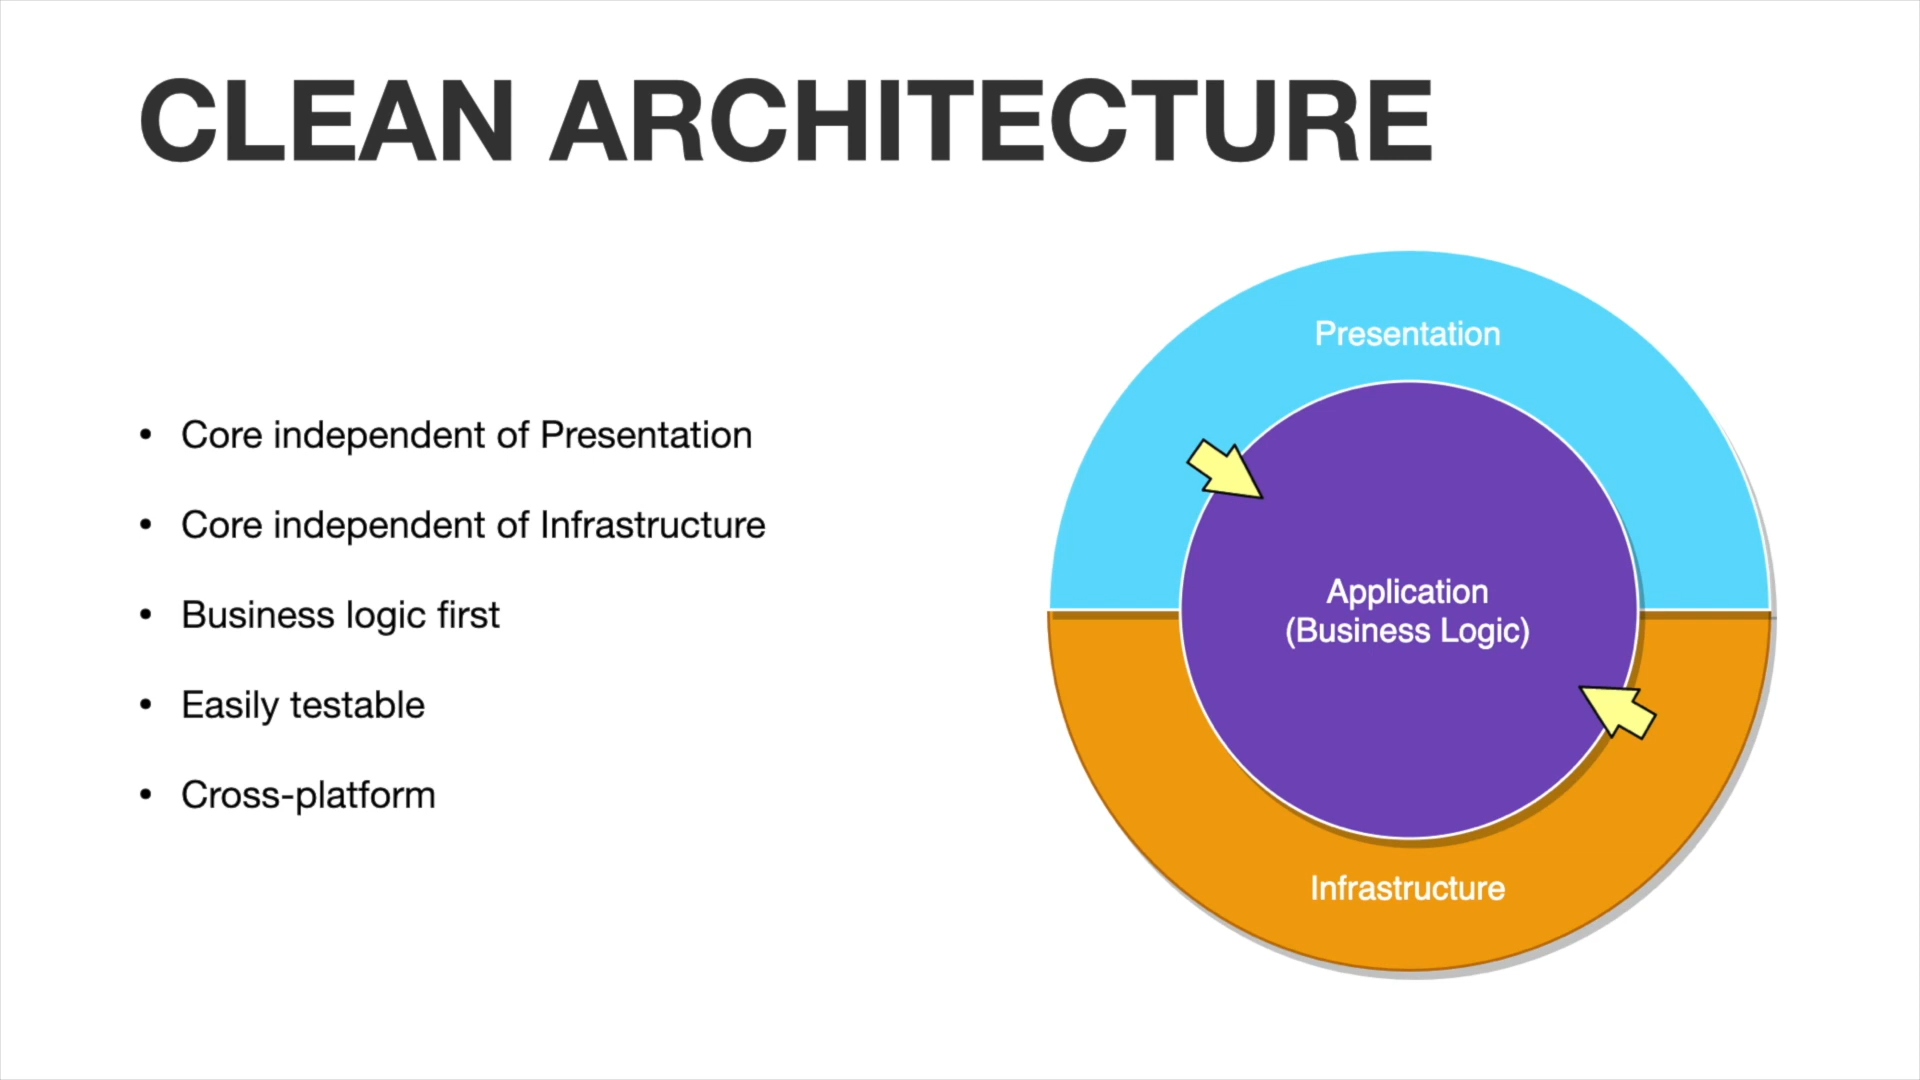 CLEAN ARCHITECTURE
• Core independent of Presentation
• Core independent of Infrastructure
• Business logic first
• Easily testable
• Cross-platform
Presentation
Application
(Business Logic)
Infrastructure